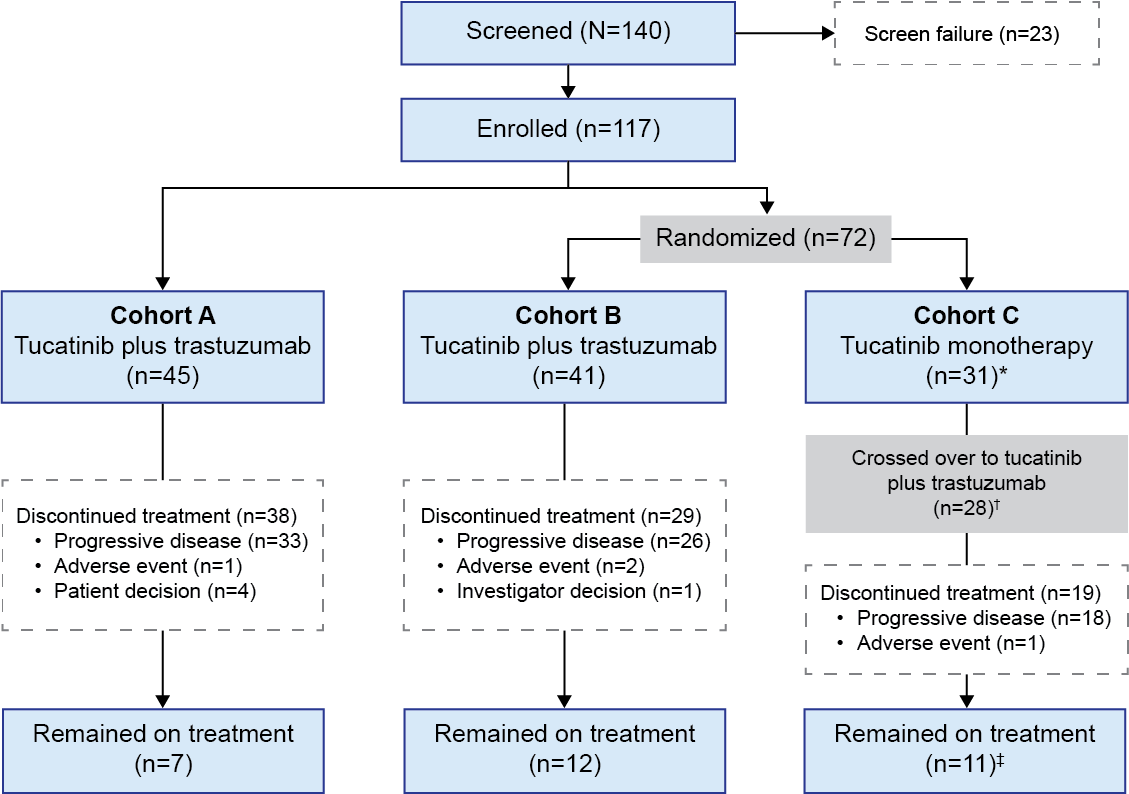 Screened (N=140)
Screen failure (n=23)
Enrolled (n=117)
Randomized (n=72)
Cohort A
Tucatinib plus trastuzumab
(n=45)
Cohort B
Tucatinib plus trastuzumab
(n=41)
Cohort C
Tucatinib monotherapy
(n=31)*
Crossed over to tucatinib
plus trastuzumab
(n=28)†
Discontinued treatment (n=38)
• Progressive disease (n=33)
• Adverse event (n=1)
• Patient decision (n=4)
Discontinued treatment (n=29)
• Progressive disease (n=26)
• Adverse event (n=2)
• Investigator decision (n=1)
Discontinued treatment (n=19)
• Progressive disease (n=18)
• Adverse event (n=1)
Remained on treatment
(n=7)
Remained on treatment
(n=12)
Remained on treatment
(n=11)‡